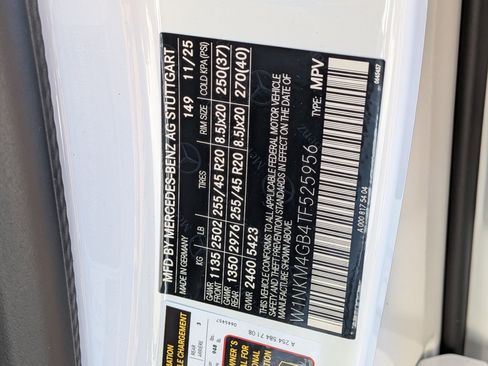 MFD BY MERCEDES-BENZ AG STUTTGART
MADE IN GERMANY 149 11/25
KG LB TIRES RIM SIZE COLD KPA (PSI)
GAWR FRONT 1135 2502 255/45 R20 8.5Jx20 250(37)
GAWR REAR 1350 2976 255/45 R20 8.5Jx20 270(40)
GVWR 2460 5423
THIS VEHICLE CONFORMS TO ALL APPLICABLE FEDERAL MOTOR VEHICLE
SAFETY AND THEFT PREVENTION STANDARDS IN EFFECT ON THE DATE OF
MANUFACTURE SHOWN ABOVE.
W1NKM4GB4TF525956 TYPE: MPV
A 000 817 54 04
A 254 584 71 08
REAR
ARRIERE
3